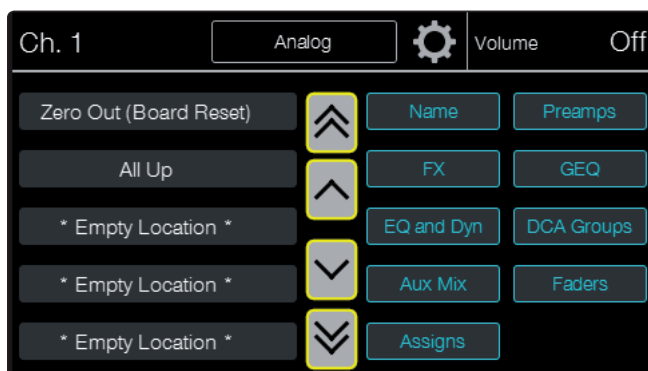 Ch. 1 Analog Volume Off
Zero Out (Board Reset) Name Preamps
All Up FX GEQ
* Empty Location * EQ and Dyn DCA Groups
* Empty Location * Aux Mix Faders
* Empty Location * Assigns